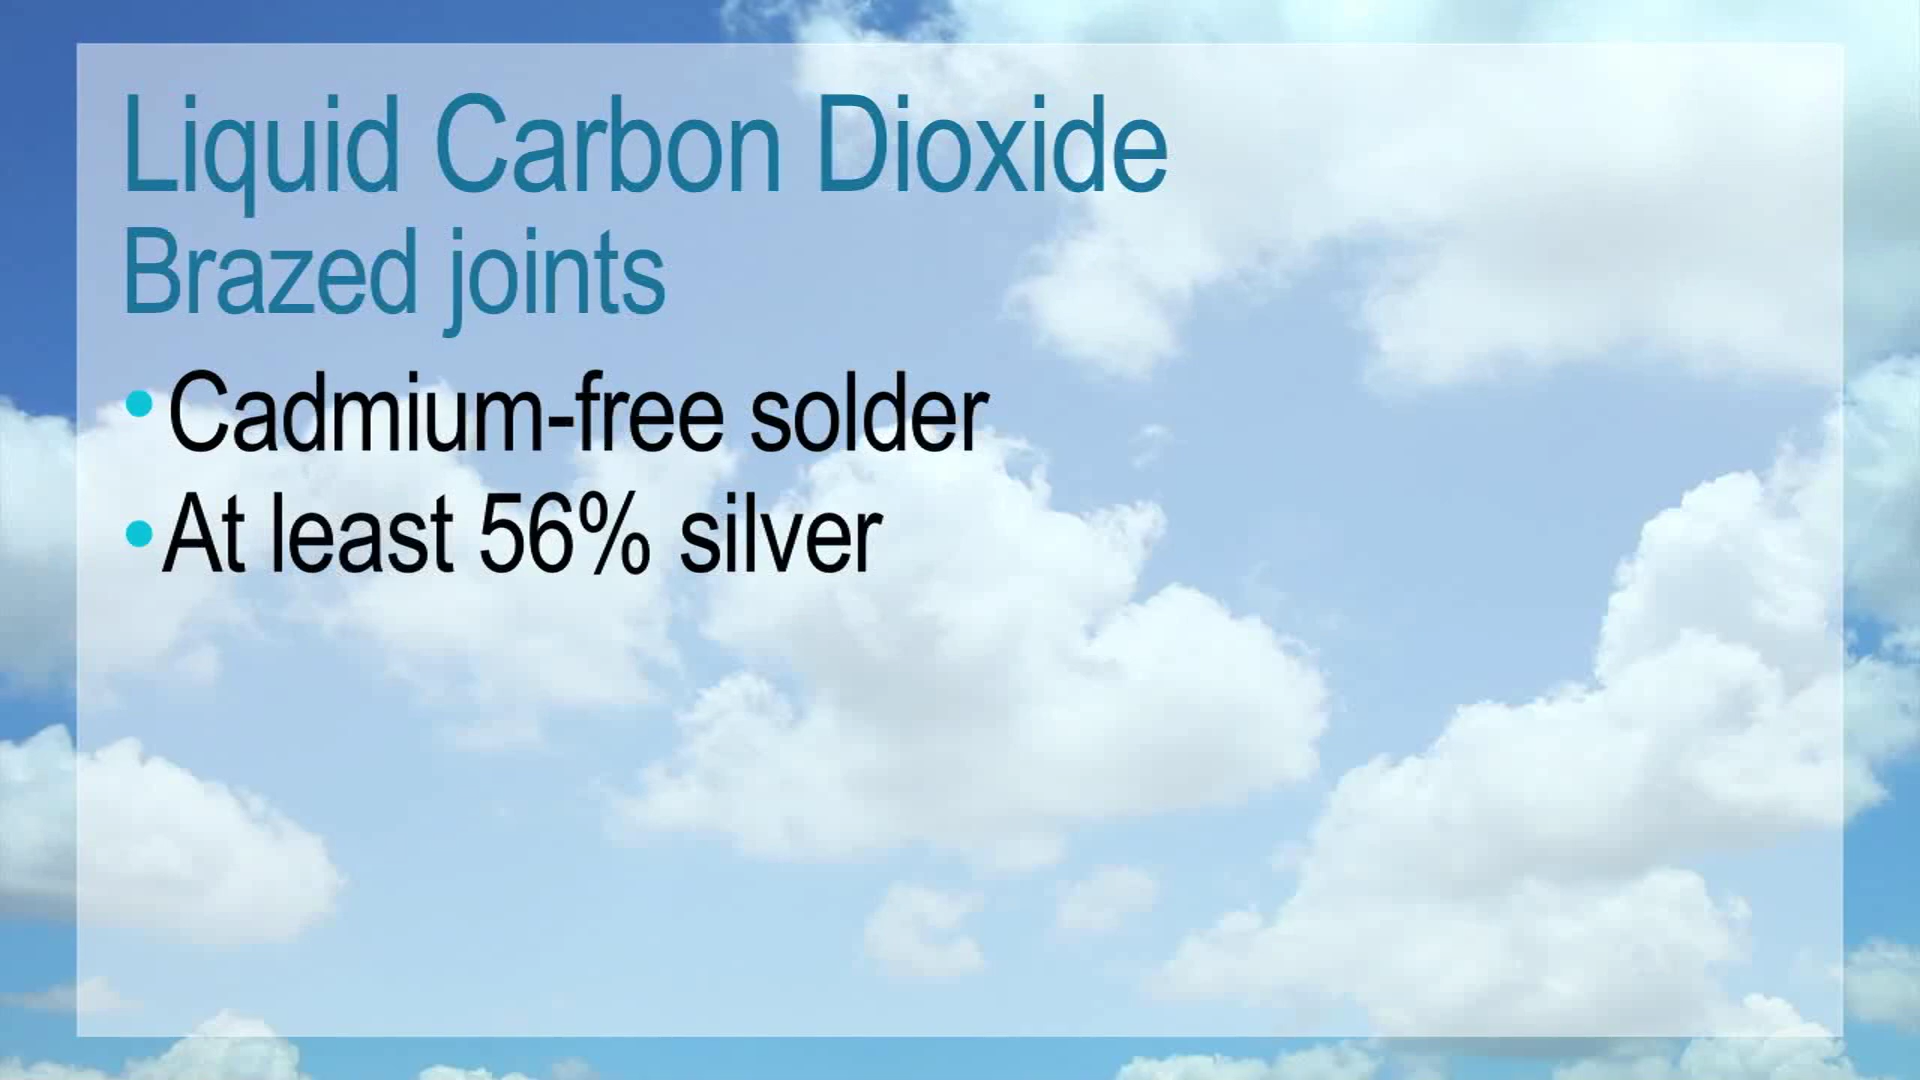 Liquid Carbon Dioxide
Brazed joints
• Cadmium-free solder
• At least 56% silver